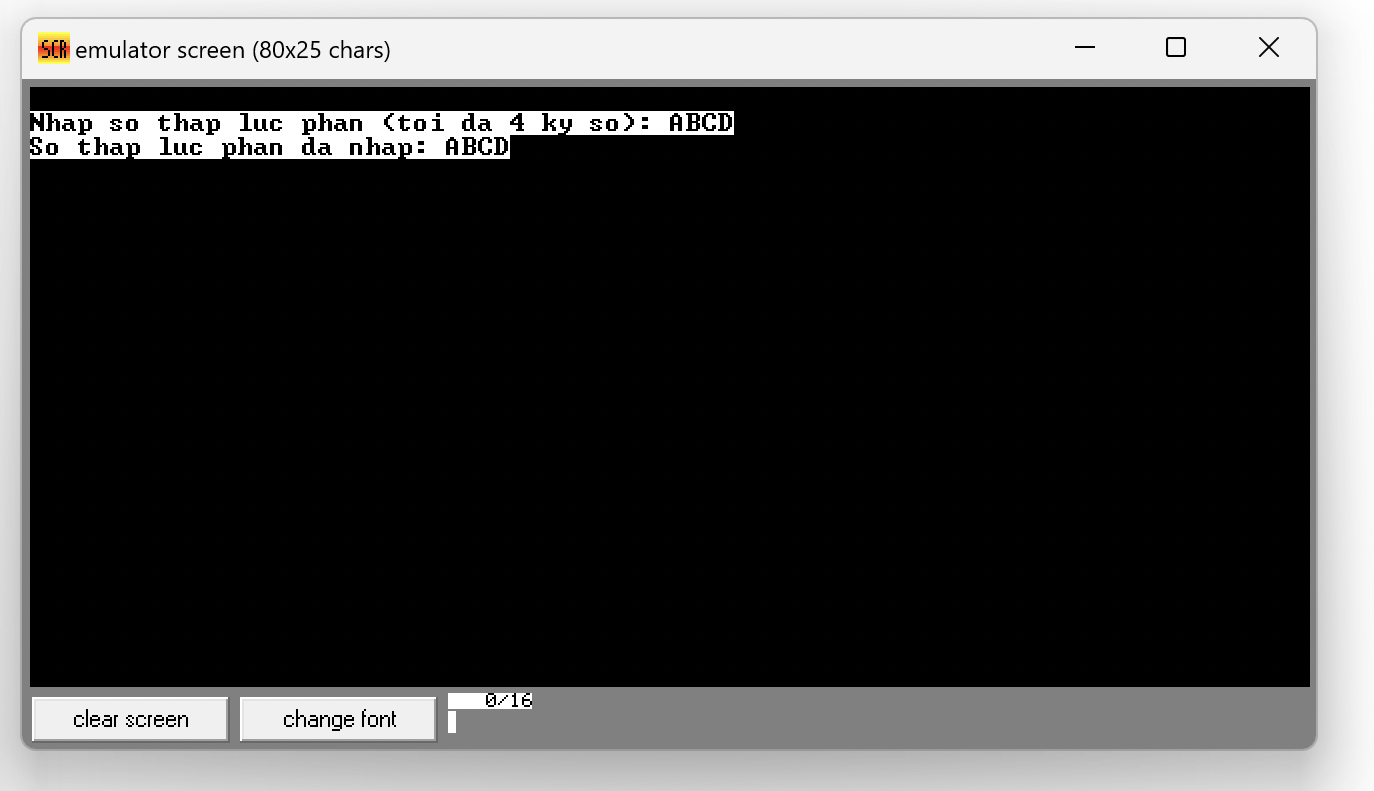 SCR emulator screen (80x25 chars)
Nhap so thap luc phan (toi da 4 ky so): ABCD
So thap luc phan da nhap: ABCD
0/16
clear screen change font